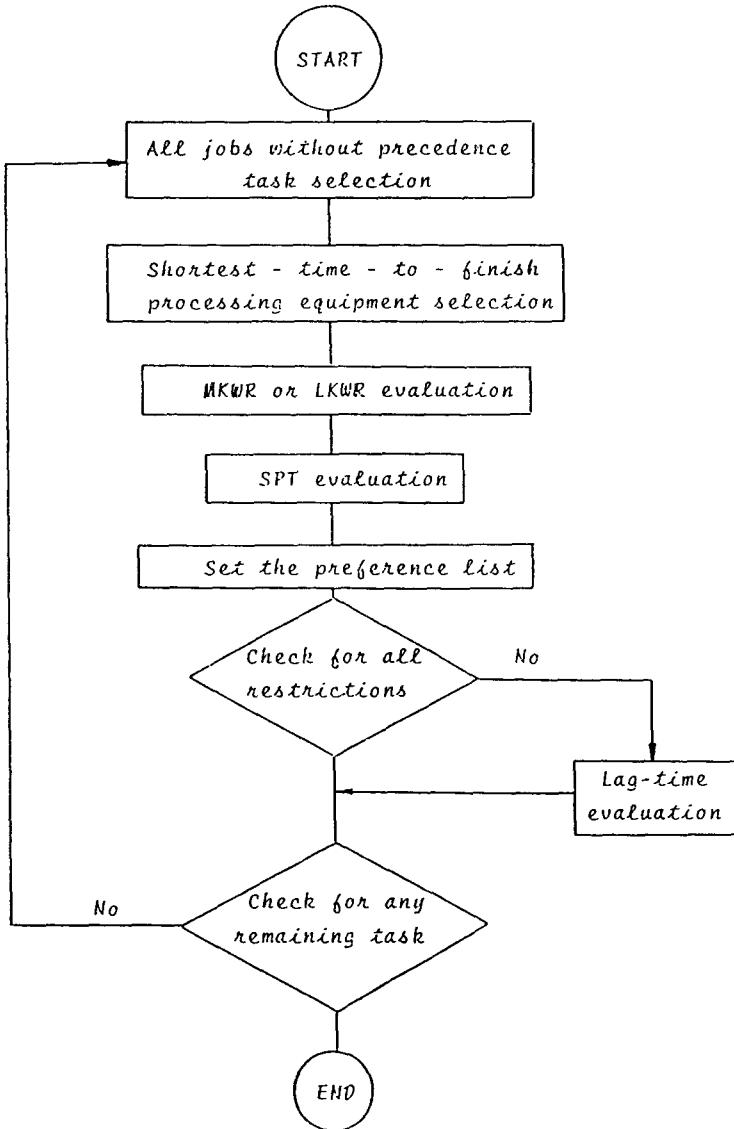 START
All jobs without precedence
task selection
Shortest - time - to - finish
processing equipment selection
MKWR or LKWR evaluation
SPT evaluation
Set the preference list
Check for all
restrictions
No
Lag-time
evaluation
No
Check for any
remaining task
END